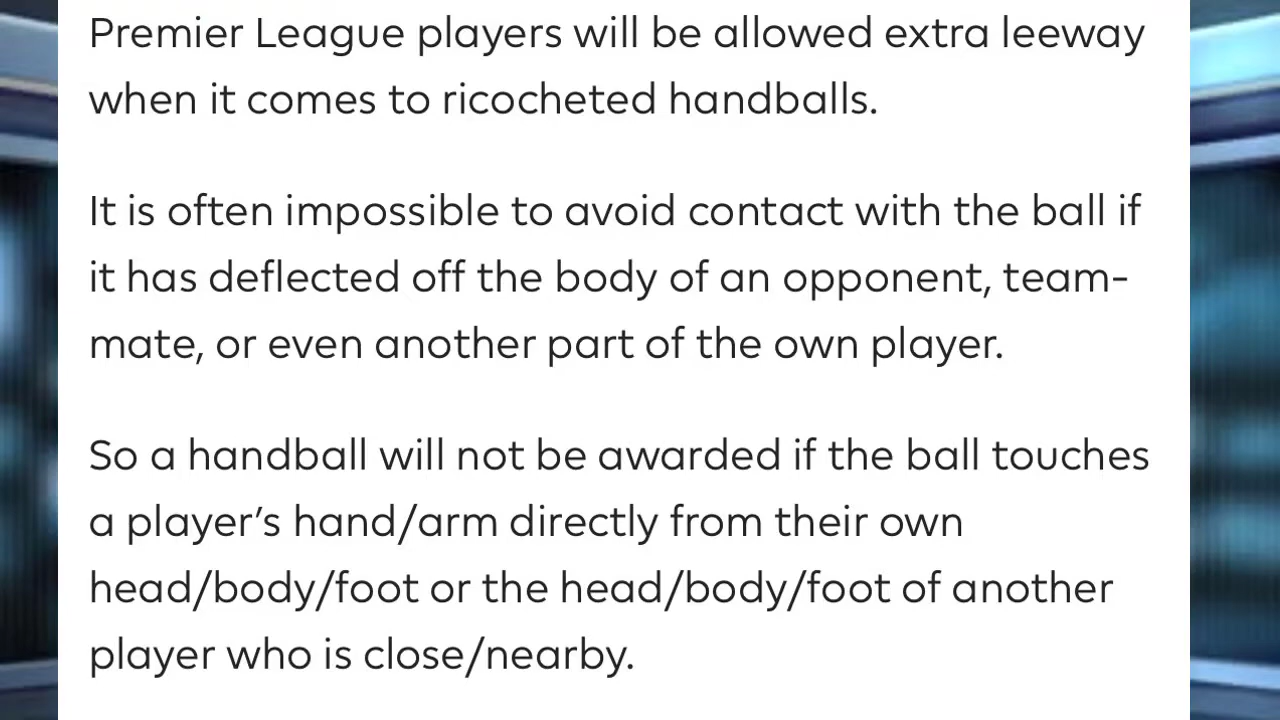 Premier League players will be allowed extra leeway
when it comes to ricocheted handballs.
It is often impossible to avoid contact with the ball if
it has deflected off the body of an opponent, team-
mate, or even another part of the own player.
So a handball will not be awarded if the ball touches
a player’s hand/arm directly from their own
head/body/foot or the head/body/foot of another
player who is close/nearby.